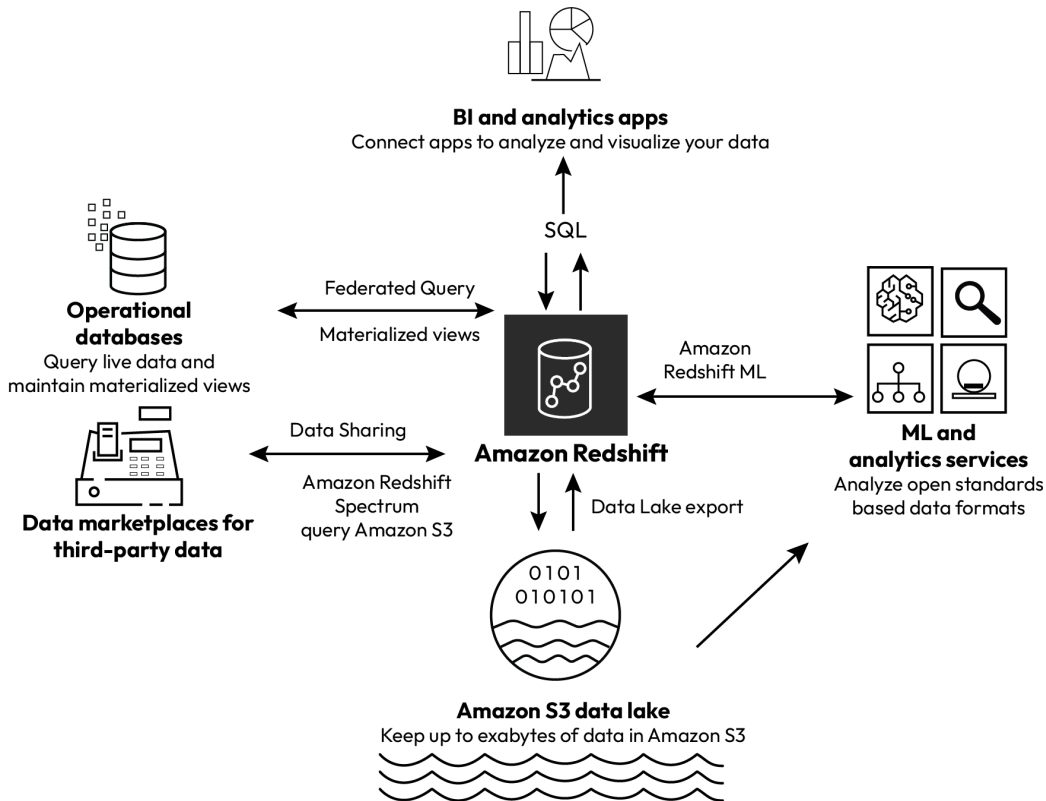 BI and analytics apps
Connect apps to analyze and visualize your data
SQL
Federated Query
Materialized views
Operational
databases
Query live data and
maintain materialized views
Amazon
Redshift ML
Amazon Redshift
ML and
analytics services
Analyze open standards
based data formats
Data Sharing
Amazon Redshift
Spectrum
query Amazon S3
Data marketplaces for
third-party data
Data Lake export
0101
010101
Amazon S3 data lake
Keep up to exabytes of data in Amazon S3